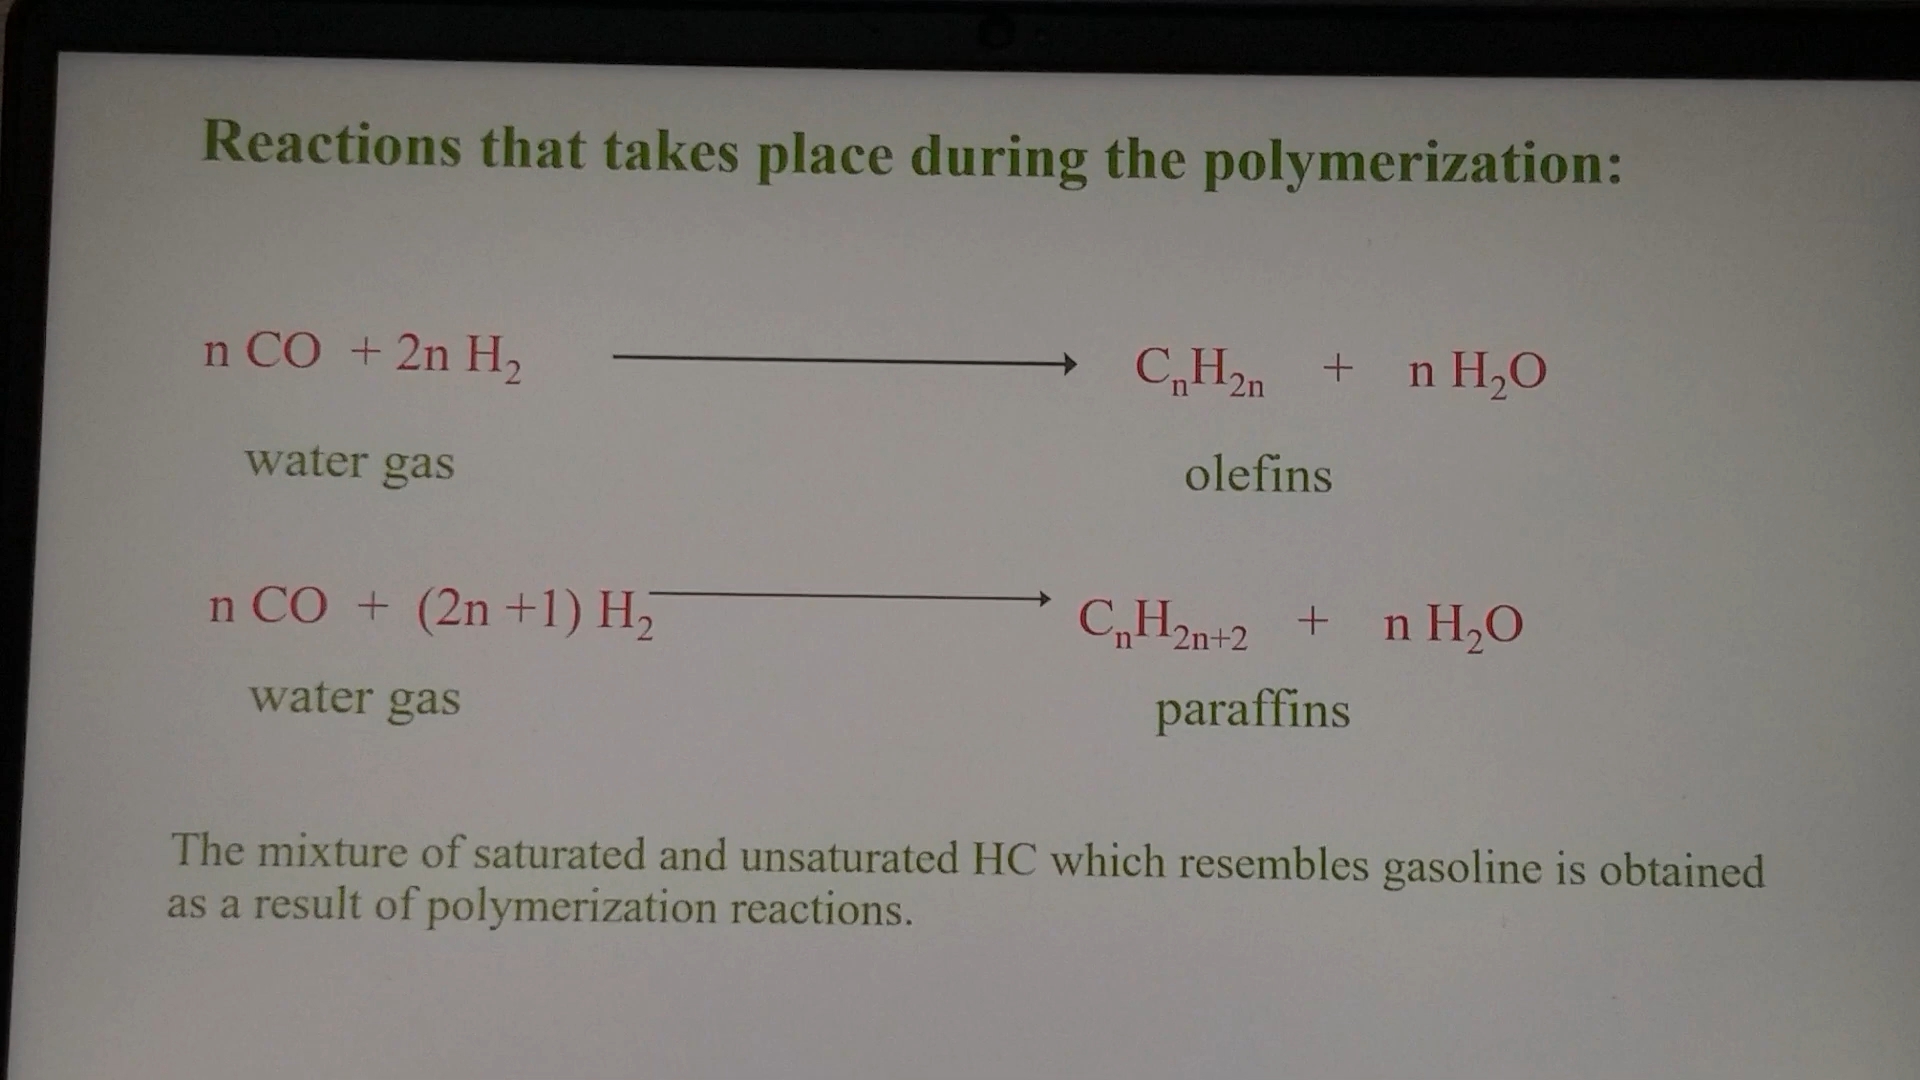 Reactions that takes place during the polymerization:
n CO + 2n H₂ ⟶ CₙH₂ₙ + n H₂O
water gas olefins
n CO + (2n +1) H₂ ⟶ CₙH₂ₙ₊₂ + n H₂O
water gas paraffins
The mixture of saturated and unsaturated HC which resembles gasoline is obtained
as a result of polymerization reactions.